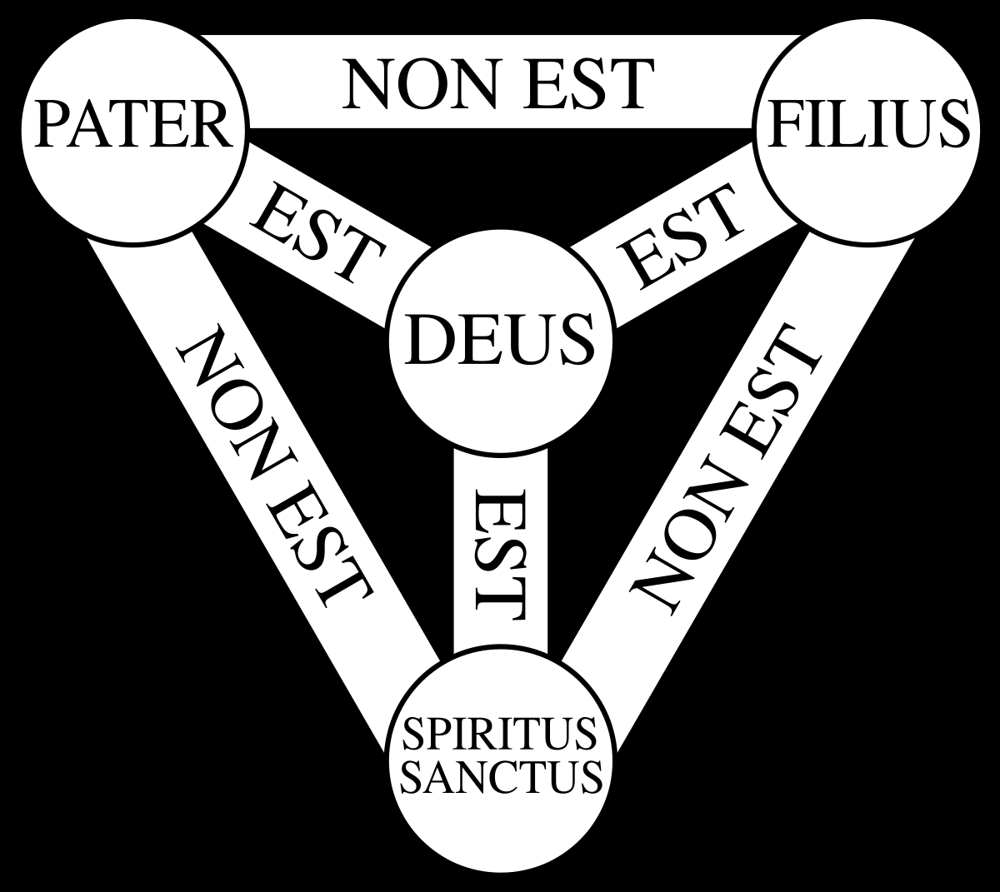 NON EST
PATER
FILIUS
EST
EST
DEUS
NON EST
NON EST
EST
SPIRITUS
SANCTUS